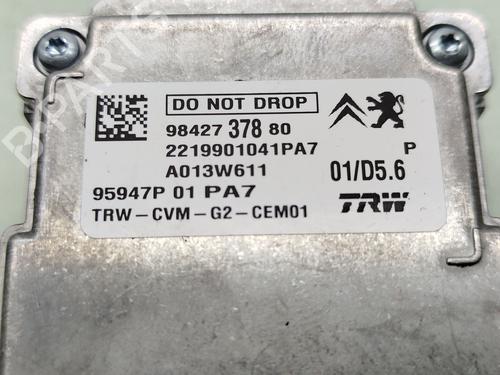 DO NOT DROP
98427 378 80
2219901041PA7 P
A013W611 01/D5.6
95947P 01 PA7
TRW-CVM-G2-CEM01 TRW